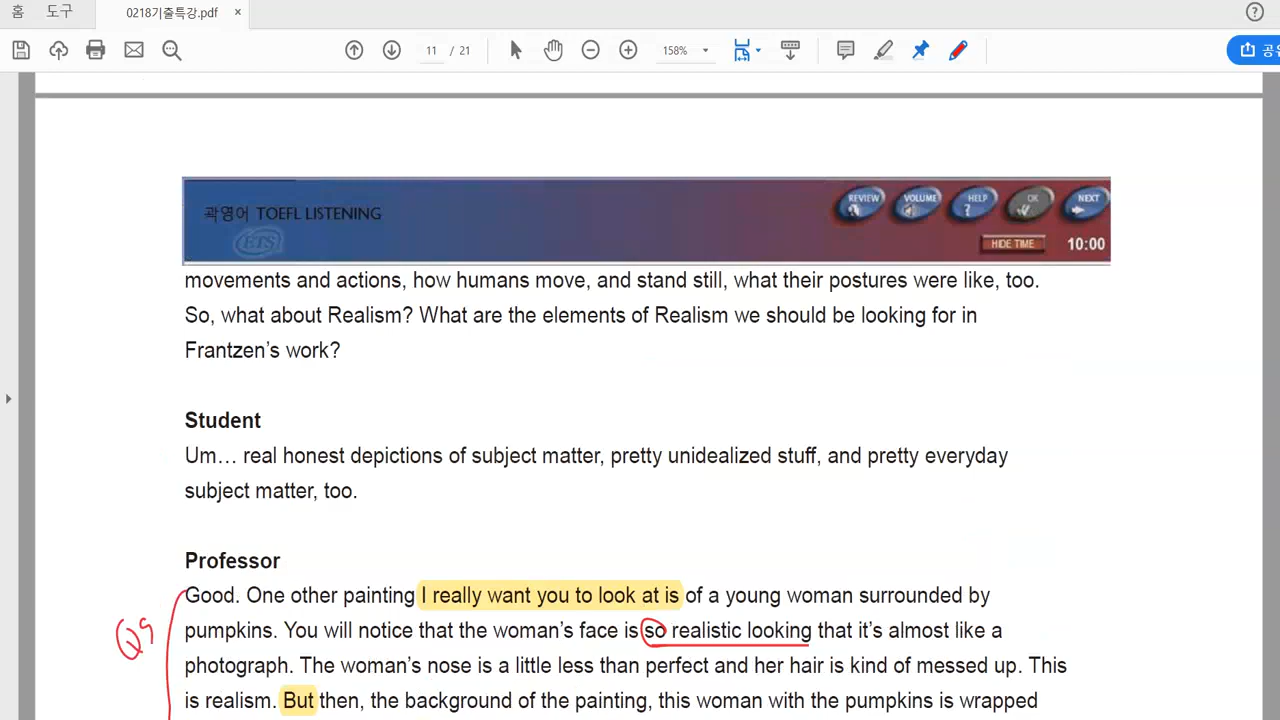 홈 도구 0218기출특강.pdf ×
11 / 21 158% 공유
곽영어 TOEFL LISTENING
REVIEW VOLUME HELP OK NEXT
ETS
HIDE TIME 10:00
movements and actions, how humans move, and stand still, what their postures were like, too.
So, what about Realism? What are the elements of Realism we should be looking for in
Frantzen’s work?
Student
Um… real honest depictions of subject matter, pretty unidealized stuff, and pretty everyday
subject matter, too.
Professor
Good. One other painting I really want you to look at is of a young woman surrounded by
Q9
pumpkins. You will notice that the woman’s face is so realistic looking that it’s almost like a
photograph. The woman’s nose is a little less than perfect and her hair is kind of messed up. This
is realism. But then, the background of the painting, this woman with the pumpkins is wrapped